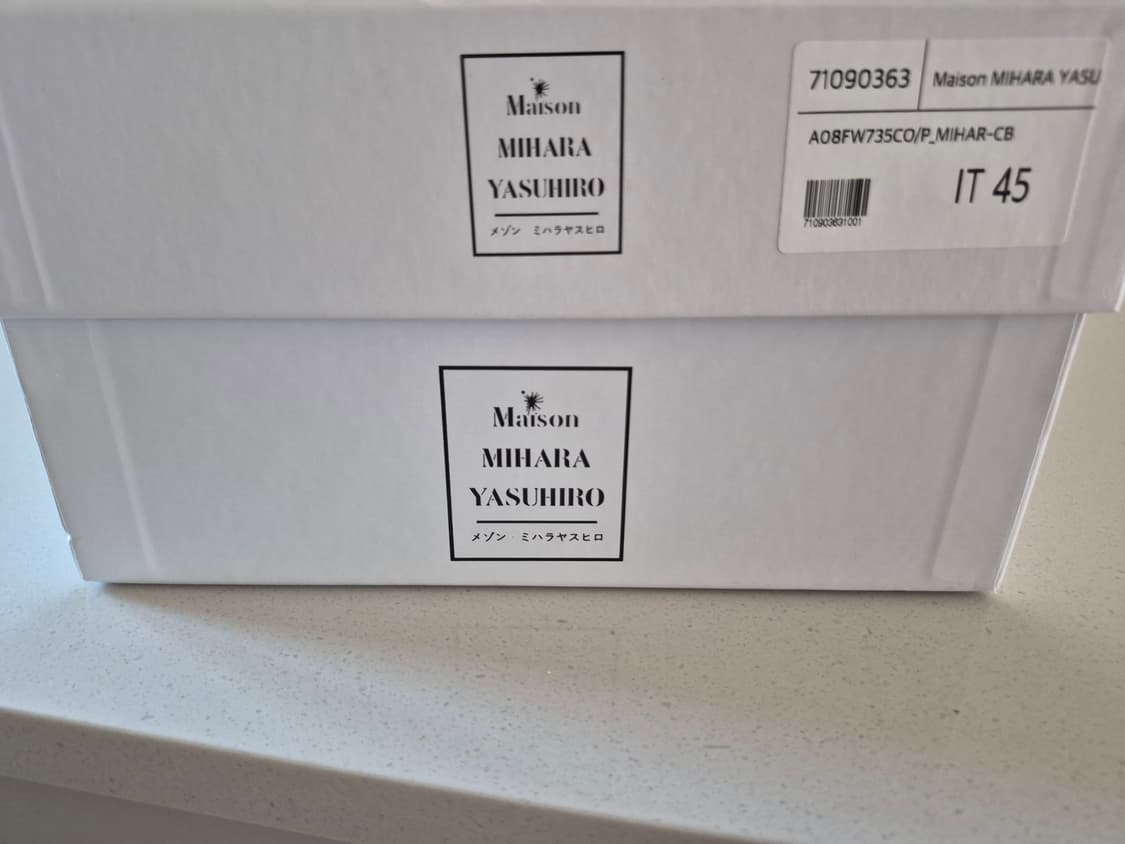 Maison
MIHARA
YASUHIRO
メゾン ミハラヤスヒロ
71090363
Maison MIHARA YASU
A08FW735CO/P_MIHAR-CB
IT 45
710903631001
Maison
MIHARA
YASUHIRO
メゾン ミハラヤスヒロ